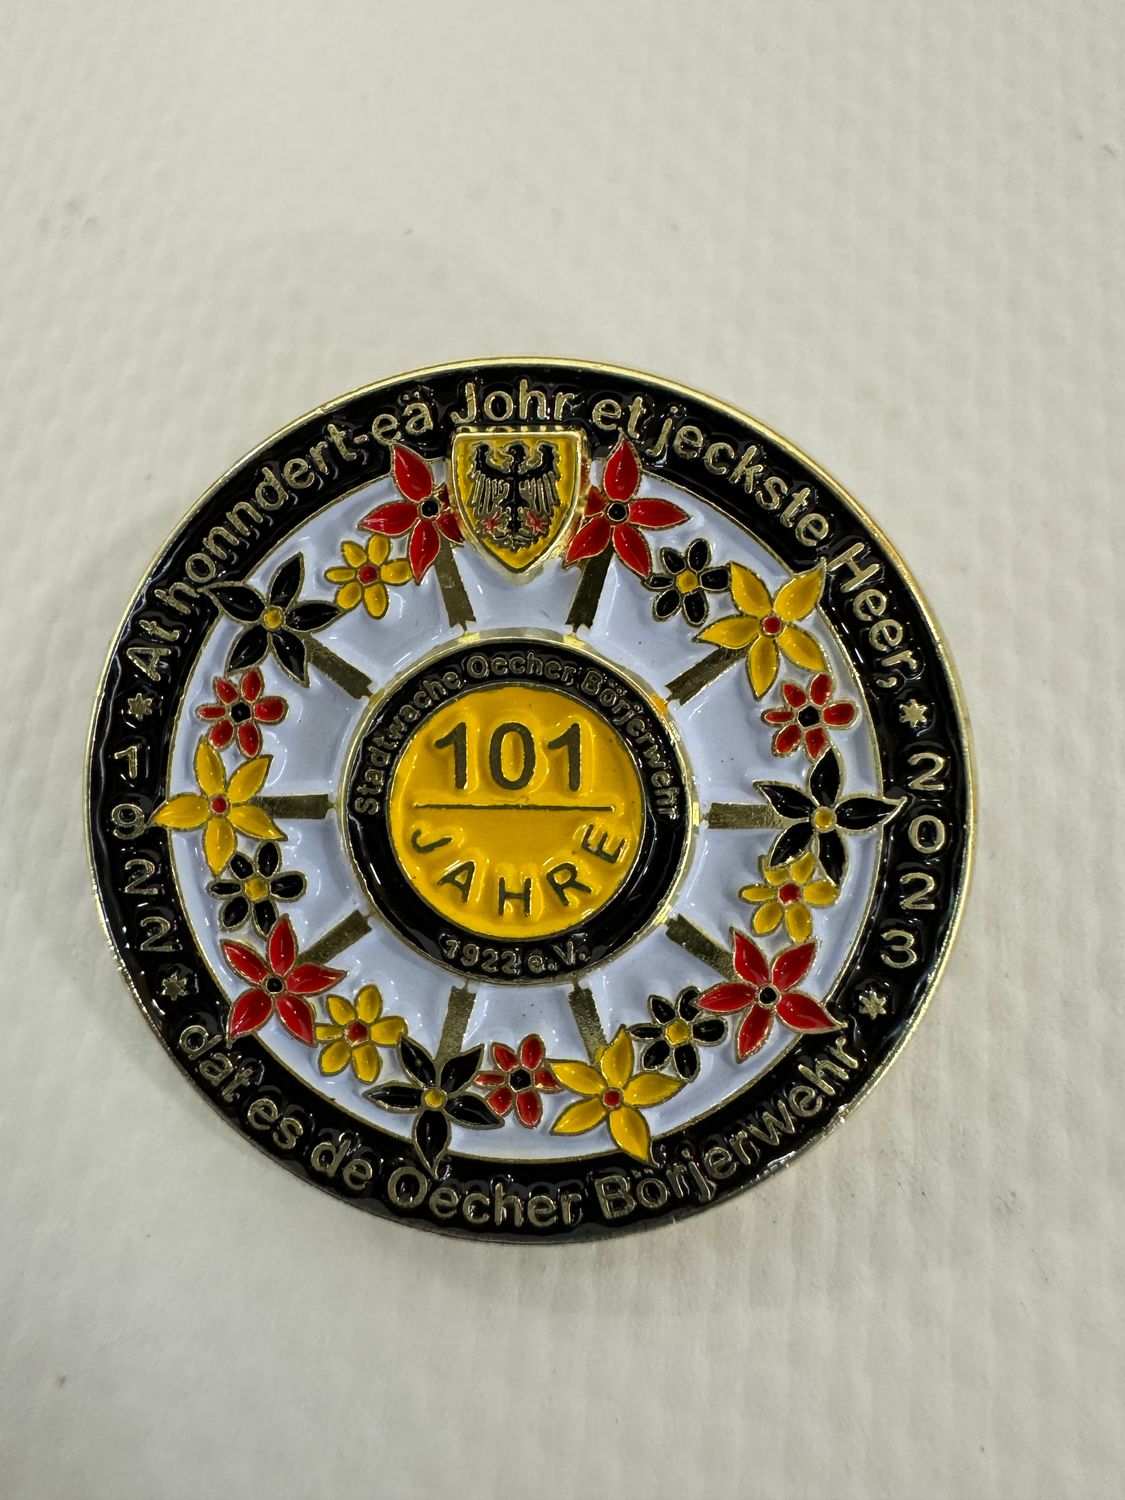 At honndert-eä Johr et jeckste Heer,
* 2023 *
dat es de Oecher Börjerwehr
* 1922 *
Stadtwache Oecher Börjerwehr
1922 e.V.
101
JAHRE